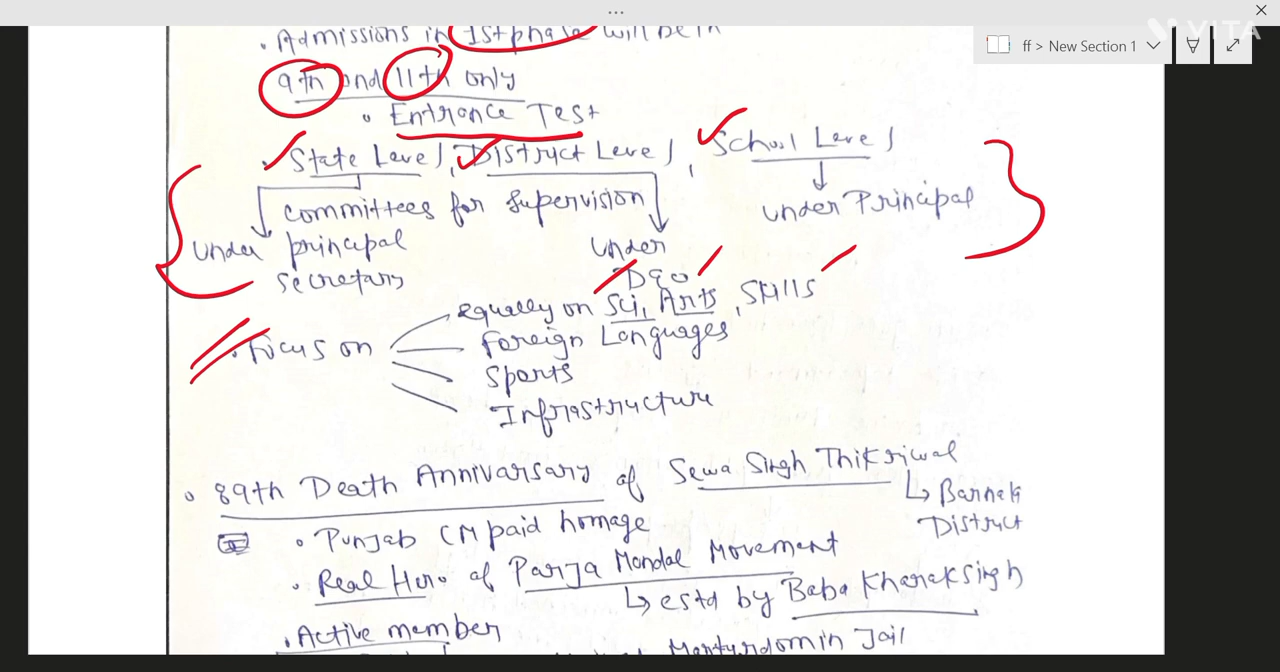 ...
VITA
ff > New Section 1
• Admissions in 1st phase will be in
9th and 11th only
• Entrance Test
• State Level, District Level, School Level
committees for Supervision
under Principal
under principal
secretary
under
DEO
• Focus on
equally on Sci, Arts, Skills
Foreign Languages
Sports
Infrastructure
• 89th Death Annivarsary of Sewa Singh Thikriwal
↳ Barnala
District
• Punjab CM paid homage
• Real Hero of Parja Mandal Movement
↳ estd by Baba Kharak Singh
• Active member
Martyrdom in Jail